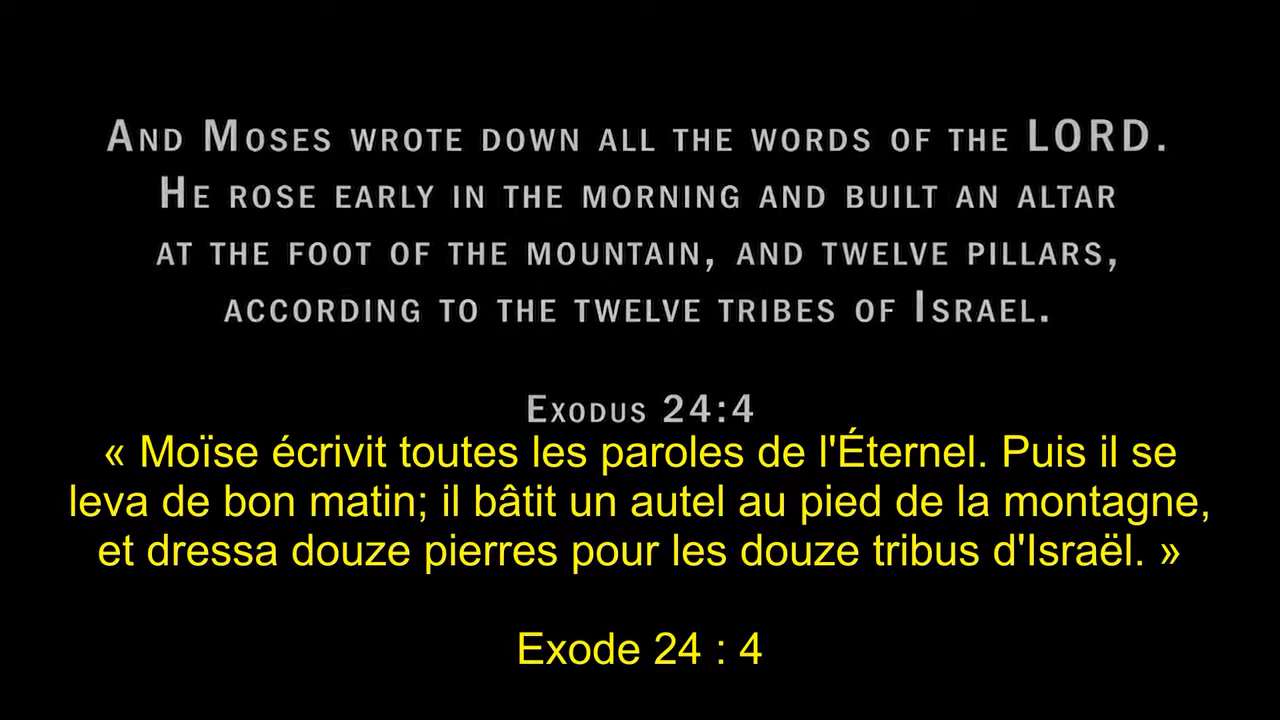 And Moses wrote down all the words of the LORD.
He rose early in the morning and built an altar
at the foot of the mountain, and twelve pillars,
according to the twelve tribes of Israel.
Exodus 24:4
« Moïse écrivit toutes les paroles de l'Éternel. Puis il se
leva de bon matin; il bâtit un autel au pied de la montagne,
et dressa douze pierres pour les douze tribus d'Israël. »
Exode 24 : 4